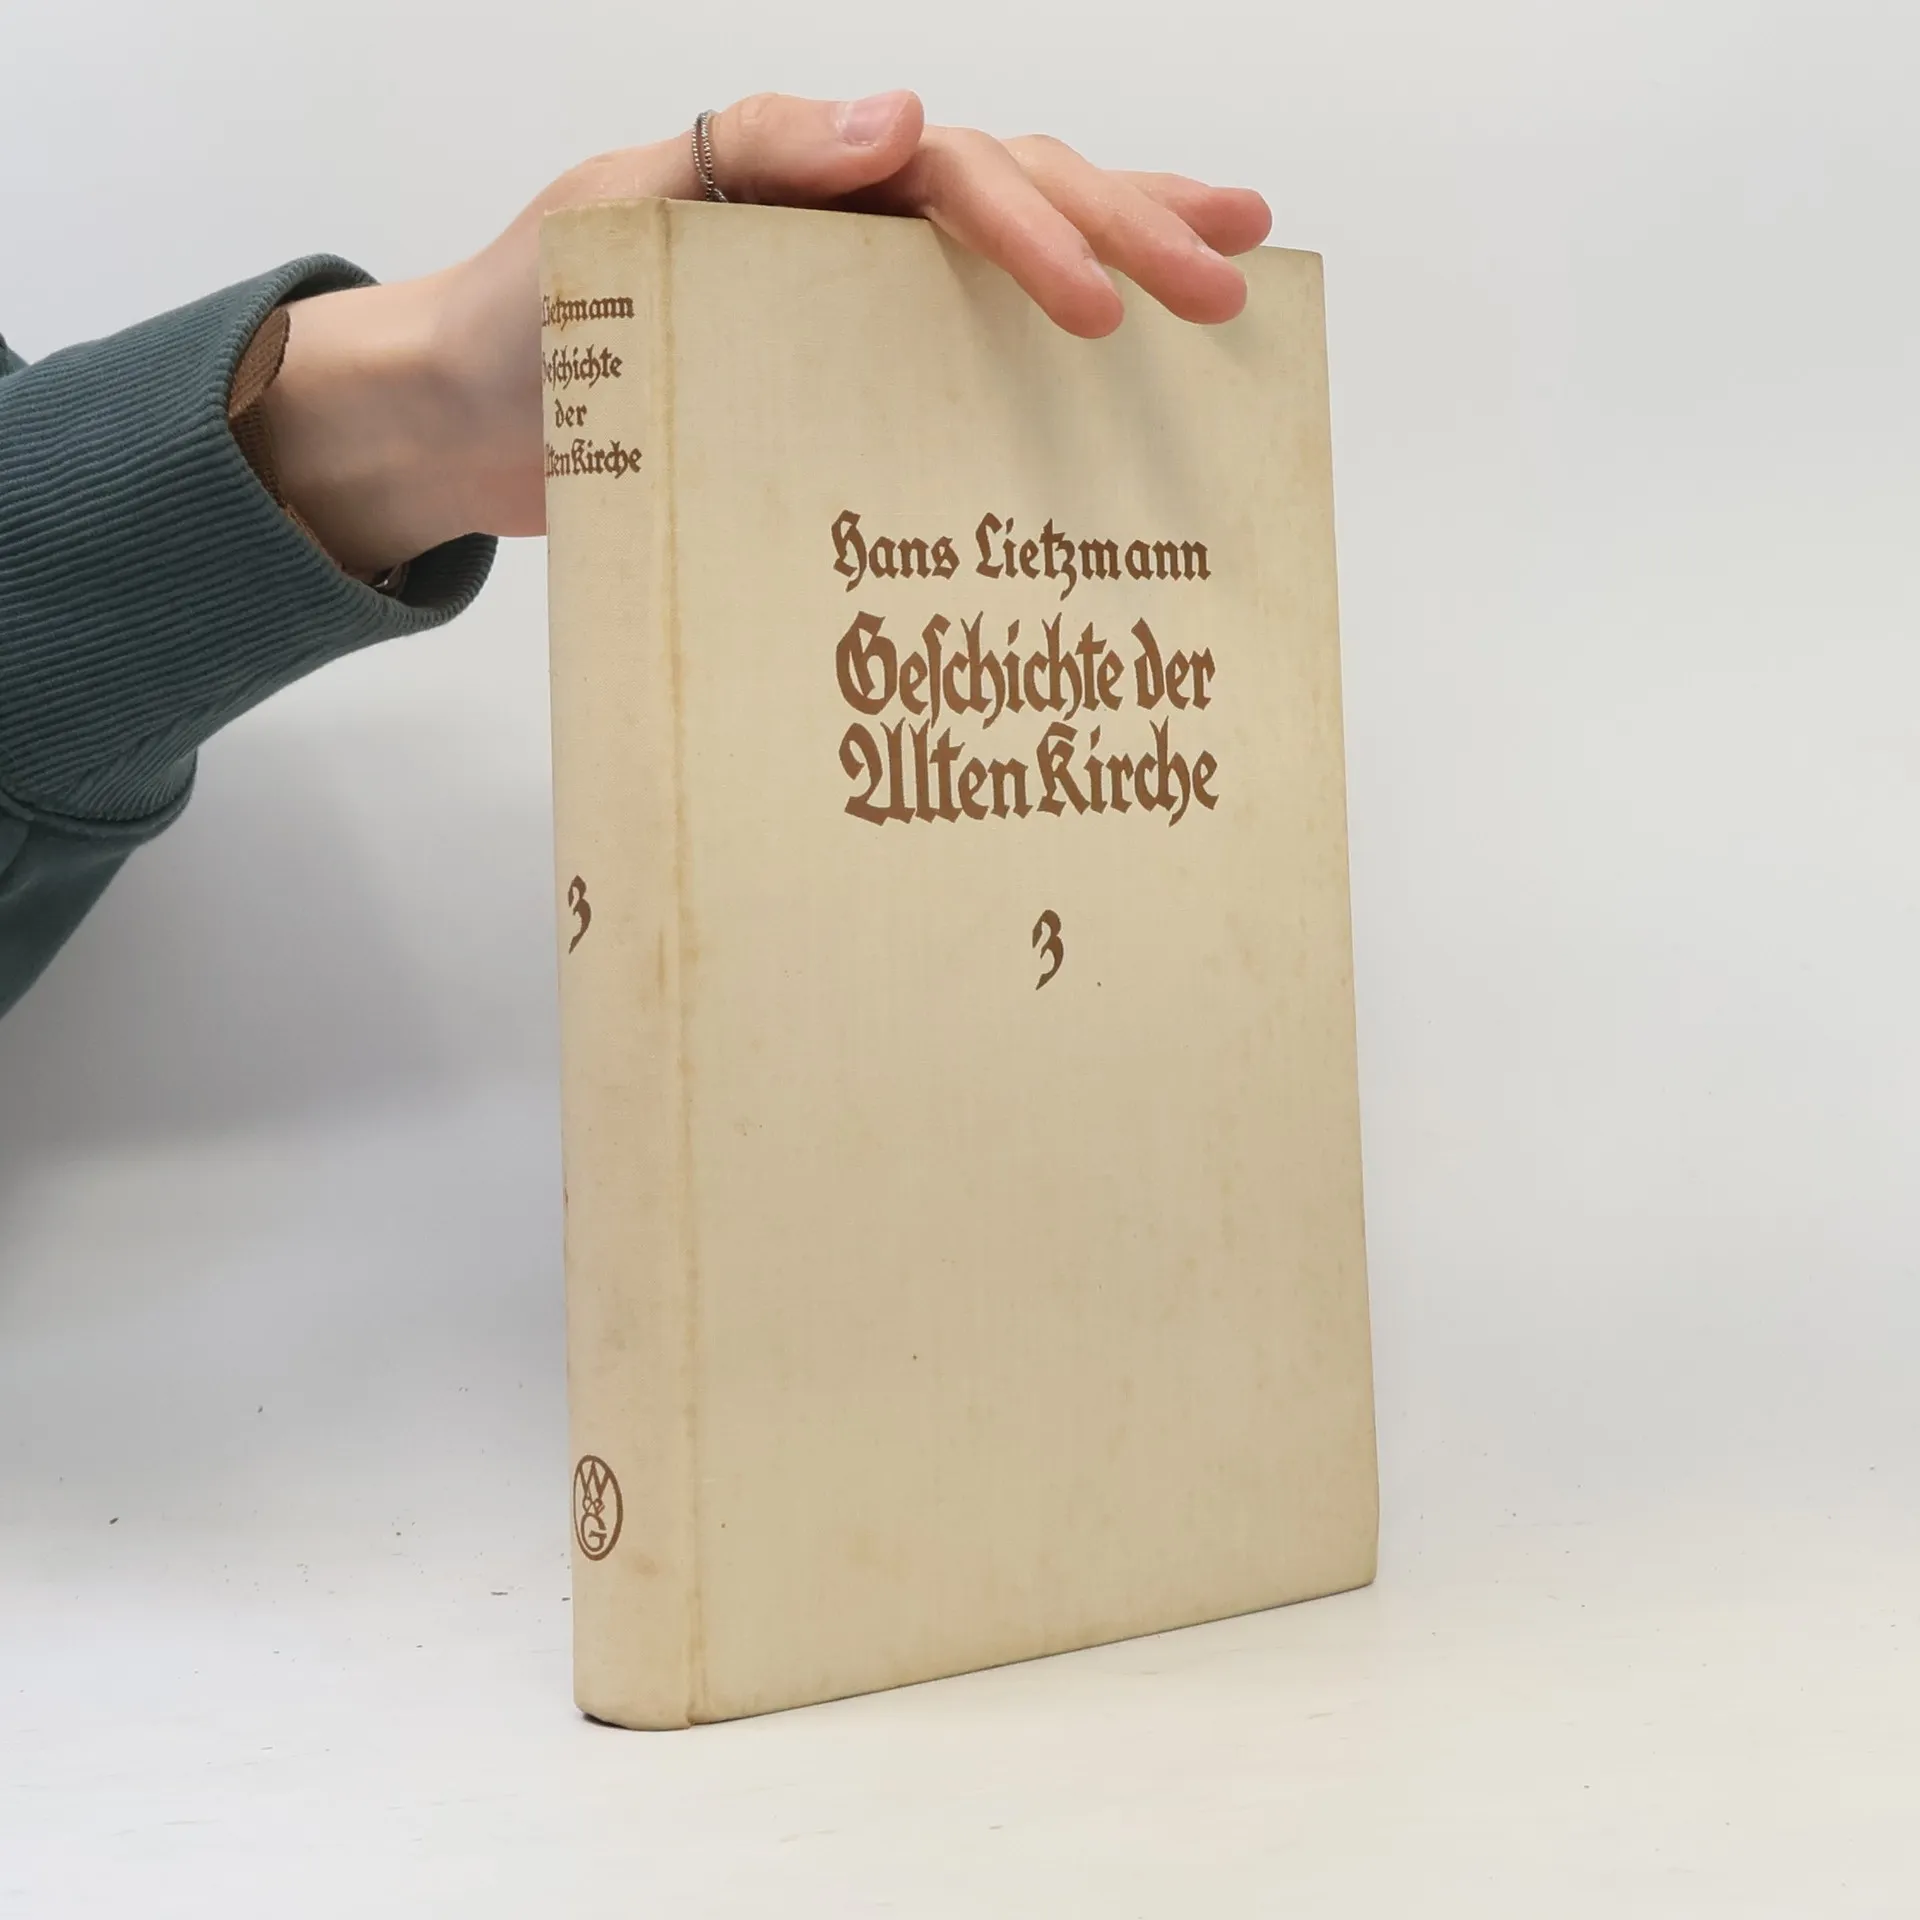 Lietzmann
Geschichte
der
Alten Kirche
3
W&G
Hans Lietzmann
Geschichte der
Alten Kirche
3